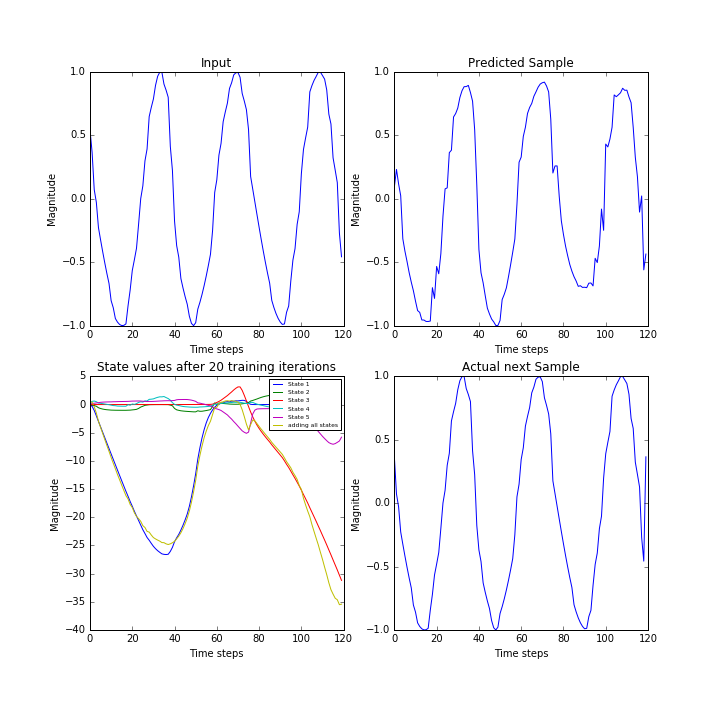 Input
Magnitude
1.0
0.5
0.0
−0.5
−1.0
0 20 40 60 80 100 120
Time steps
Predicted Sample
Magnitude
1.0
0.5
0.0
−0.5
−1.0
0 20 40 60 80 100 120
Time steps
State values after 20 training iterations
Magnitude
5
0
−5
−10
−15
−20
−25
−30
−35
−40
0 20 40 60 80 100 120
Time steps
State 1
State 2
State 3
State 4
State 5
adding all states
Actual next Sample
Magnitude
1.0
0.5
0.0
−0.5
−1.0
0 20 40 60 80 100 120
Time steps